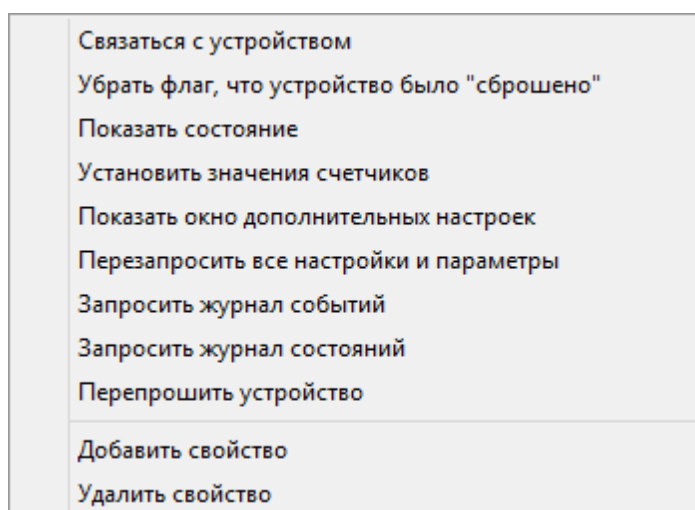 Связаться с устройством
Убрать флаг, что устройство было "сброшено"
Показать состояние
Установить значения счетчиков
Показать окно дополнительных настроек
Перезапросить все настройки и параметры
Запросить журнал событий
Запросить журнал состояний
Перепрошить устройство
Добавить свойство
Удалить свойство